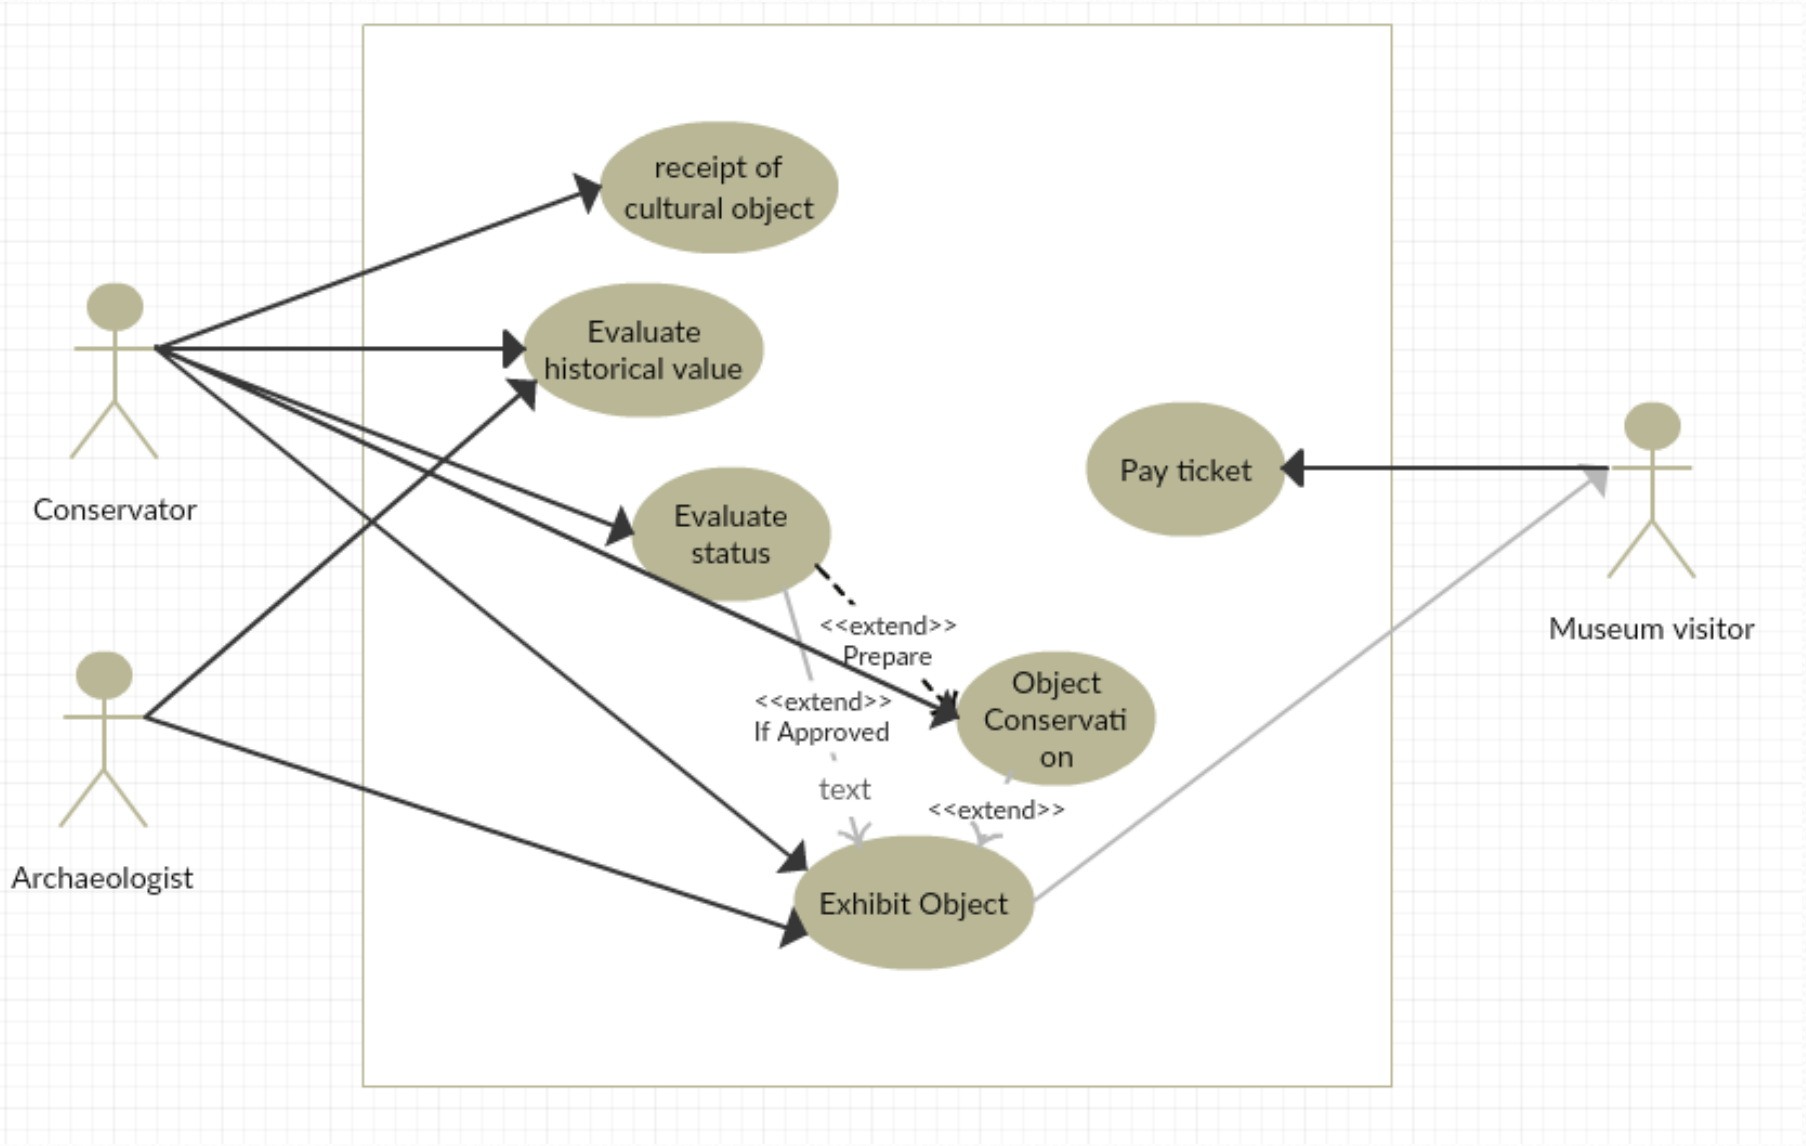 receipt of
cultural object
Evaluate
historical value
Conservator
Pay ticket
Evaluate
status
Museum visitor
<<extend>>
Prepare
<<extend>>
If Approved
Object
Conservati
on
text
<<extend>>
Archaeologist
Exhibit Object